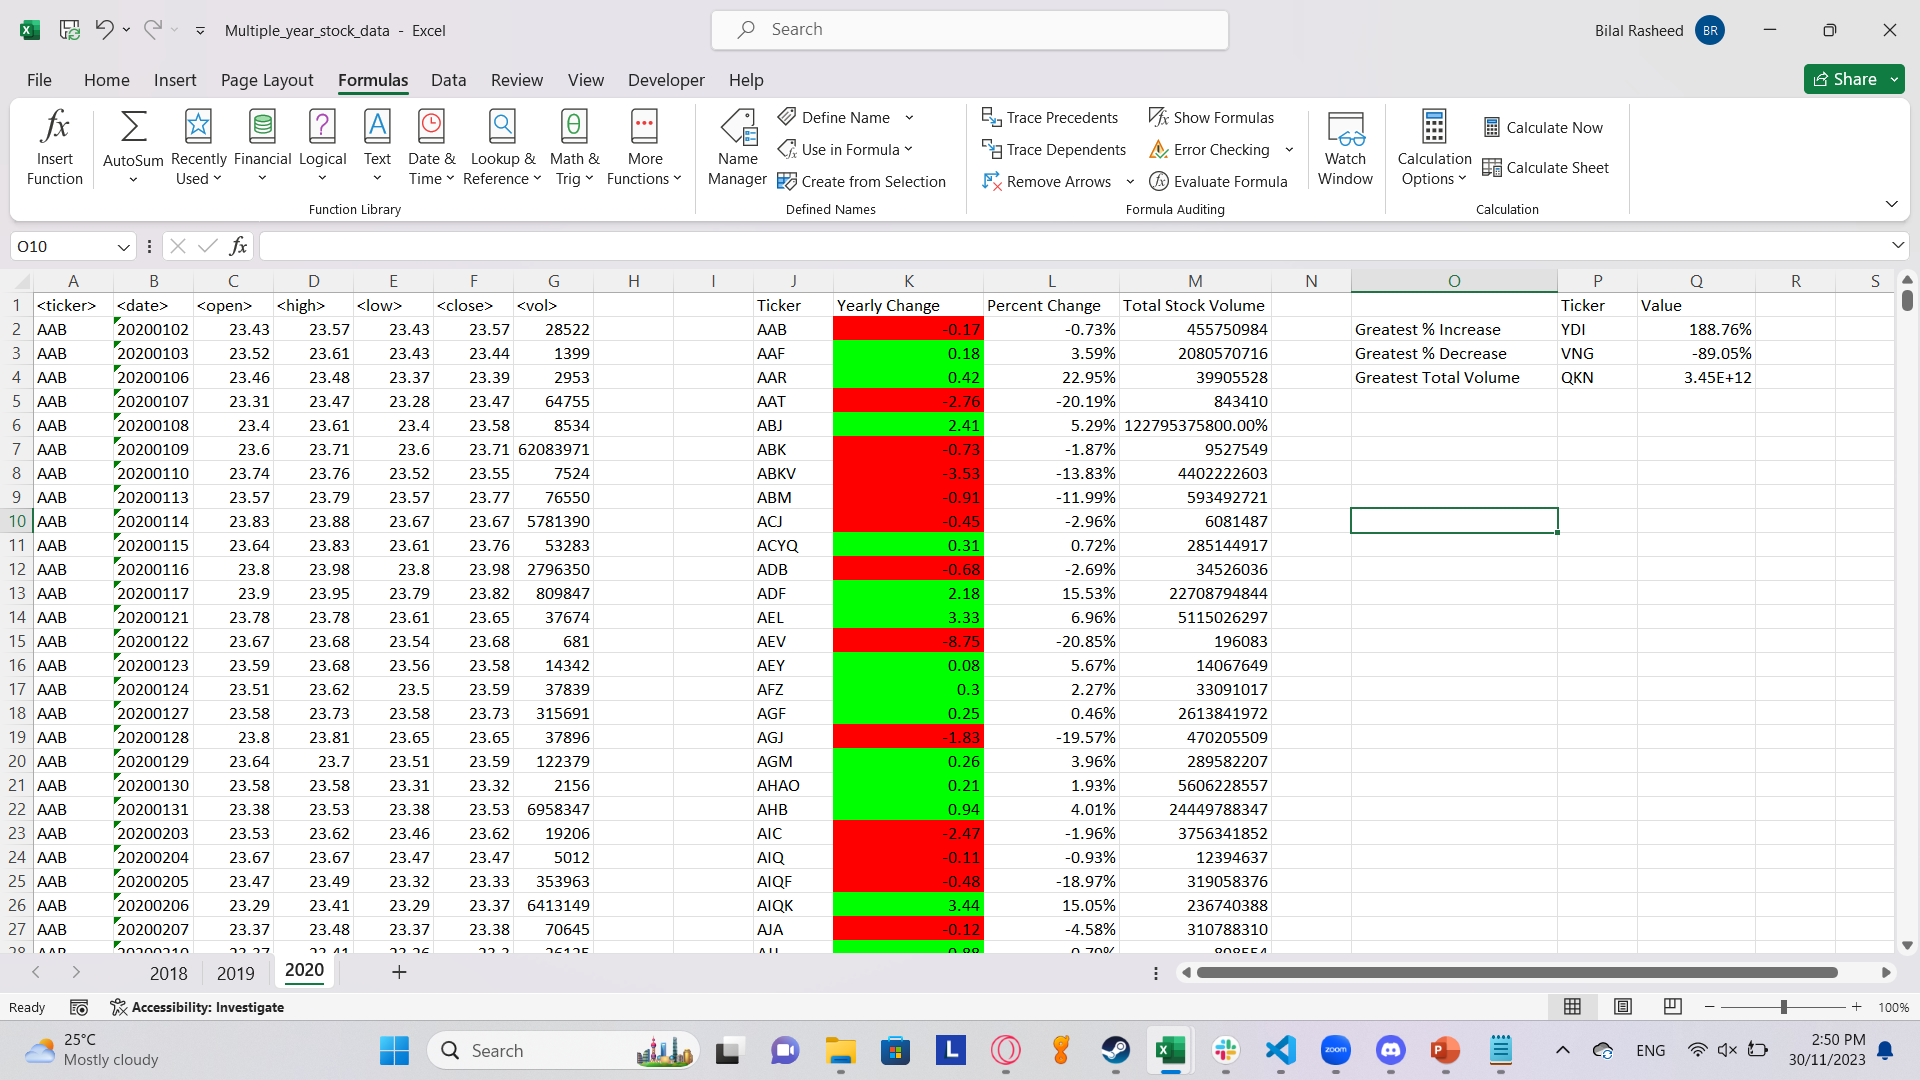 Multiple_year_stock_data - Excel
Search
Bilal Rasheed BR
File Home Insert Page Layout Formulas Data Review View Developer Help
Share
Insert Function
AutoSum
Recently Used
Financial
Logical
Text
Date & Time
Lookup & Reference
Math & Trig
More Functions
Function Library
Name Manager
Define Name
Use in Formula
Create from Selection
Defined Names
Trace Precedents
Trace Dependents
Remove Arrows
Show Formulas
Error Checking
Evaluate Formula
Formula Auditing
Watch Window
Calculation Options
Calculate Now
Calculate Sheet
Calculation
O10
A B C D E F G H I J K L M N O P Q R S
1 <ticker> <date> <open> <high> <low> <close> <vol> Ticker Yearly Change Percent Change Total Stock Volume Ticker Value
2 AAB 20200102 23.43 23.57 23.43 23.57 28522 AAB -0.17 -0.73% 455750984 Greatest % Increase YDI 188.76%
3 AAB 20200103 23.52 23.61 23.43 23.44 1399 AAF 0.18 3.59% 2080570716 Greatest % Decrease VNG -89.05%
4 AAB 20200106 23.46 23.48 23.37 23.39 2953 AAR 0.42 22.95% 39905528 Greatest Total Volume QKN 3.45E+12
5 AAB 20200107 23.31 23.47 23.28 23.47 64755 AAT -2.76 -20.19% 843410
6 AAB 20200108 23.4 23.61 23.4 23.58 8534 ABJ 2.41 5.29% 122795375800.00%
7 AAB 20200109 23.6 23.71 23.6 23.71 62083971 ABK -0.73 -1.87% 9527549
8 AAB 20200110 23.74 23.76 23.52 23.55 7524 ABKV -3.53 -13.83% 4402222603
9 AAB 20200113 23.57 23.79 23.57 23.77 76550 ABM -0.91 -11.99% 593492721
10 AAB 20200114 23.83 23.88 23.67 23.67 5781390 ACJ -0.45 -2.96% 6081487
11 AAB 20200115 23.64 23.83 23.61 23.76 53283 ACYQ 0.31 0.72% 285144917
12 AAB 20200116 23.8 23.98 23.8 23.98 2796350 ADB -0.68 -2.69% 34526036
13 AAB 20200117 23.9 23.95 23.79 23.82 809847 ADF 2.18 15.53% 22708794844
14 AAB 20200121 23.78 23.78 23.61 23.65 37674 AEL 3.33 6.96% 5115026297
15 AAB 20200122 23.67 23.68 23.54 23.68 681 AEV -8.75 -20.85% 196083
16 AAB 20200123 23.59 23.68 23.56 23.58 14342 AEY 0.08 5.67% 14067649
17 AAB 20200124 23.51 23.62 23.5 23.59 37839 AFZ 0.3 2.27% 33091017
18 AAB 20200127 23.58 23.73 23.58 23.73 315691 AGF 0.25 0.46% 2613841972
19 AAB 20200128 23.8 23.81 23.65 23.65 37896 AGJ -1.83 -19.57% 470205509
20 AAB 20200129 23.64 23.7 23.51 23.59 122379 AGM 0.26 3.96% 289582207
21 AAB 20200130 23.58 23.58 23.31 23.32 2156 AHAO 0.21 1.93% 5606228557
22 AAB 20200131 23.38 23.53 23.38 23.53 6958347 AHB 0.94 4.01% 24449788347
23 AAB 20200203 23.53 23.62 23.46 23.62 19206 AIC -2.47 -1.96% 3756341852
24 AAB 20200204 23.67 23.67 23.47 23.47 5012 AIQ -0.11 -0.93% 12394637
25 AAB 20200205 23.47 23.49 23.32 23.33 353963 AIQF -0.48 -18.97% 319058376
26 AAB 20200206 23.29 23.41 23.29 23.37 6413149 AIQK 3.44 15.05% 236740388
27 AAB 20200207 23.37 23.48 23.37 23.38 70645 AJA -0.12 -4.58% 310788310
2018 2019 2020
Ready Accessibility: Investigate 100%
25°C
Mostly cloudy
Search
L
zoom
ENG
2:50 PM
30/11/2023